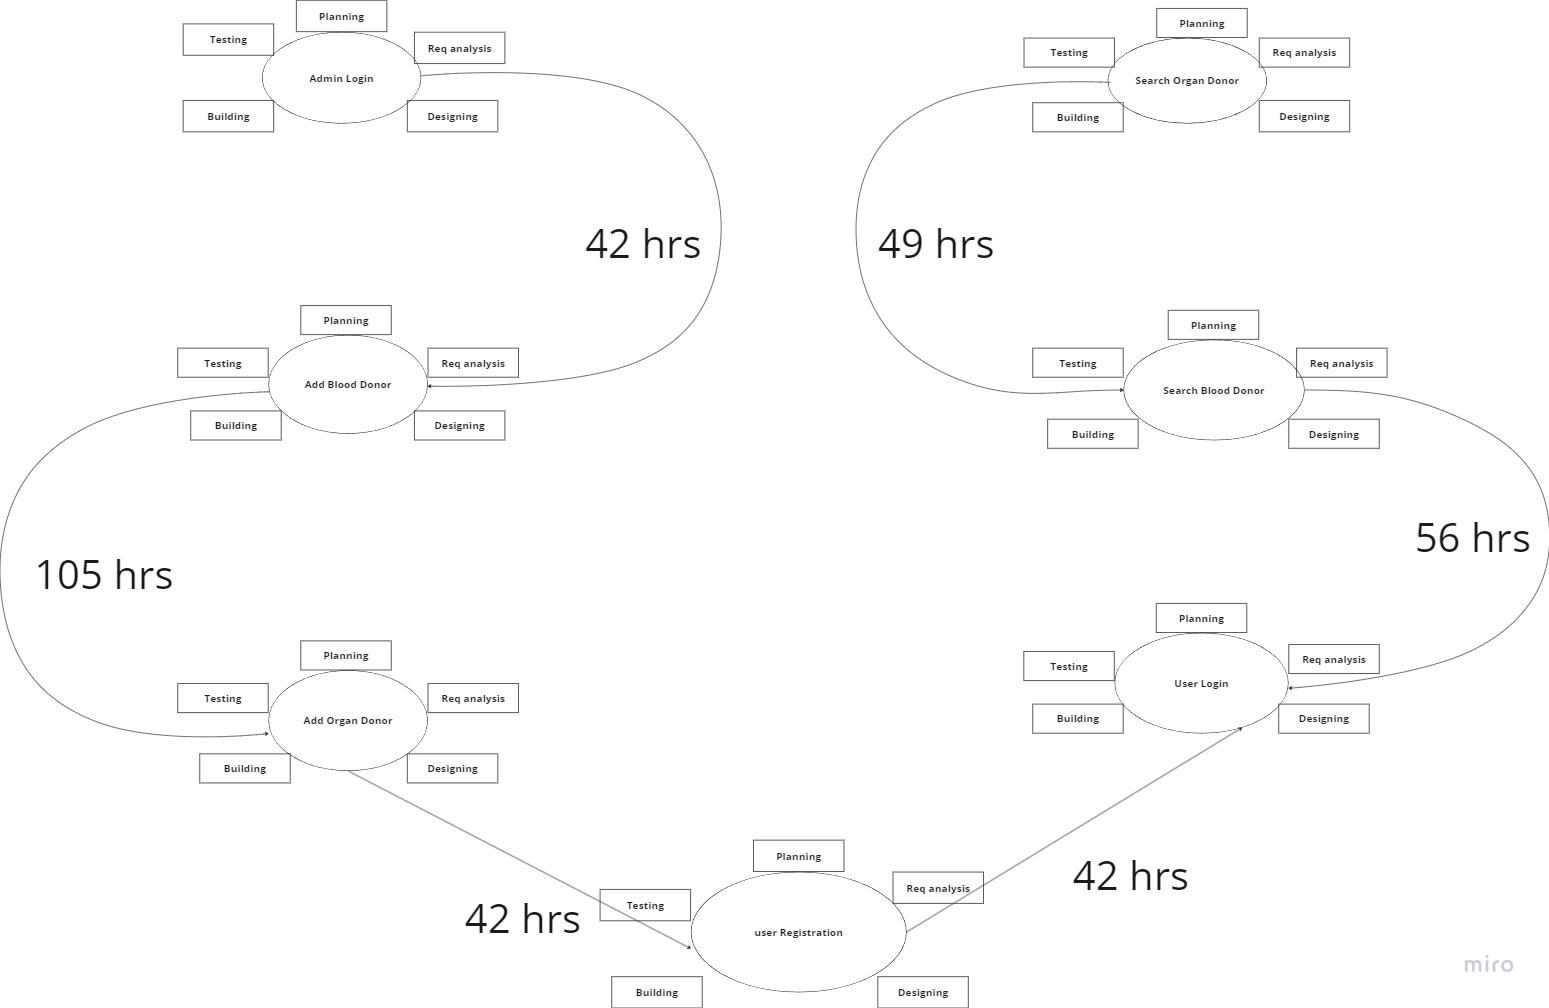 Planning
Testing
Req analysis
Admin Login
Building
Designing
Planning
Testing
Req analysis
Search Organ Donor
Building
Designing
42 hrs
49 hrs
Planning
Testing
Req analysis
Add Blood Donor
Building
Designing
Planning
Testing
Req analysis
Search Blood Donor
Building
Designing
105 hrs
56 hrs
Planning
Testing
Req analysis
Add Organ Donor
Building
Designing
Planning
Testing
Req analysis
User Login
Building
Designing
42 hrs
42 hrs
Planning
Testing
Req analysis
user Registration
Building
Designing
miro